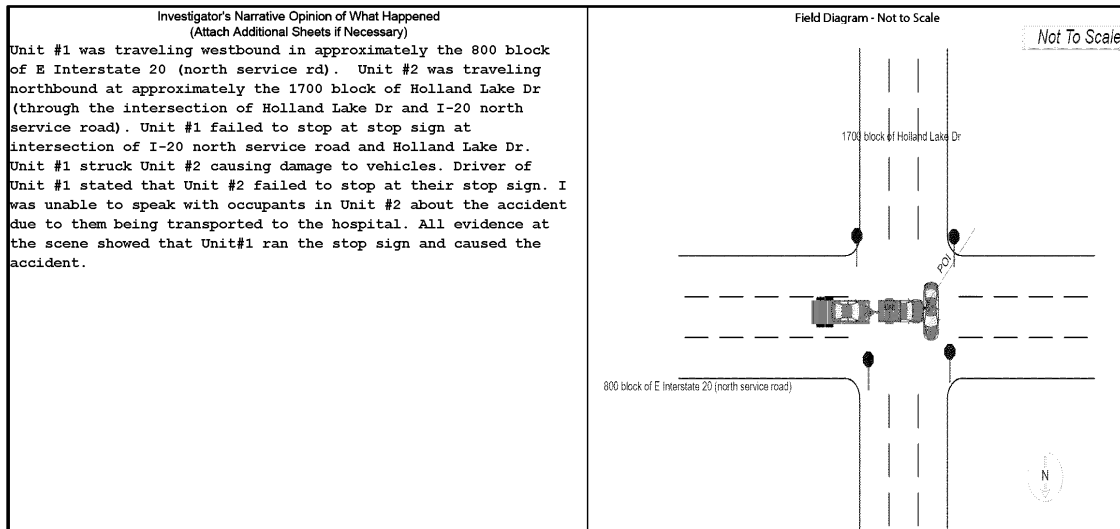 Investigator's Narrative Opinion of What Happened
(Attach Additional Sheets if Necessary)
Unit #1 was traveling westbound in approximately the 800 block
of E Interstate 20 (north service rd).  Unit #2 was traveling
northbound at approximately the 1700 block of Holland Lake Dr
(through the intersection of Holland Lake Dr and I-20 north
service road). Unit #1 failed to stop at stop sign at
intersection of I-20 north service road and Holland Lake Dr.
Unit #1 struck Unit #2 causing damage to vehicles. Driver of
Unit #1 stated that Unit #2 failed to stop at their stop sign. I
was unable to speak with occupants in Unit #2 about the accident
due to them being transported to the hospital. All evidence at
the scene showed that Unit#1 ran the stop sign and caused the
accident.
Field Diagram - Not to Scale
Not To Scale
1700 block of Holland Lake Dr
POI
800 block of E Interstate 20 (north service road)
N